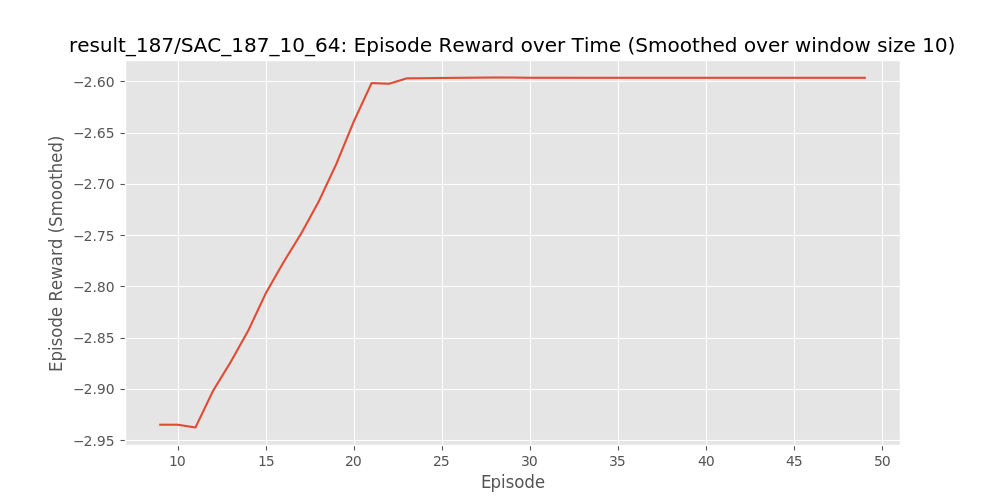 result_187/SAC_187_10_64: Episode Reward over Time (Smoothed over window size 10)
Episode Reward (Smoothed)
−2.60
−2.65
−2.70
−2.75
−2.80
−2.85
−2.90
−2.95
10 15 20 25 30 35 40 45 50
Episode